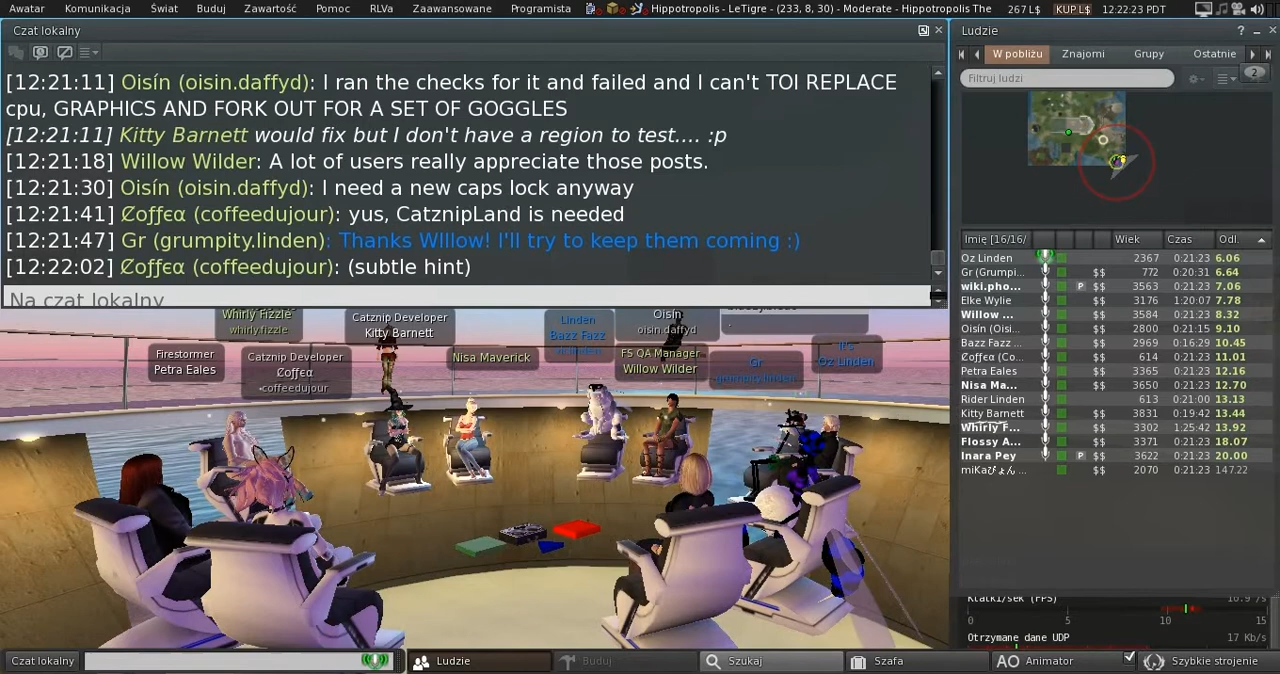 Awatar Komunikacja Świat Buduj Zawartość Pomoc RLVa Zaawansowane Programista Hippotropolis - LeTigre - (233, 8, 30) - Moderate - Hippotropolis The 267 L$ KUP L$ 12:22:23 PDT
Czat lokalny
[12:21:11] Oisín (oisin.daffyd): I ran the checks for it and failed and I can't TOI REPLACE
cpu, GRAPHICS AND FORK OUT FOR A SET OF GOGGLES
[12:21:11] Kitty Barnett would fix but I don't have a region to test.... :p
[12:21:18] Willow Wilder: A lot of users really appreciate those posts.
[12:21:30] Oisín (oisin.daffyd): I need a new caps lock anyway
[12:21:41] Ȼoƒƒєα (coffeedujour): yus, CatznipLand is needed
[12:21:47] Gr (grumpity.linden): Thanks WIllow! I'll try to keep them coming :)
[12:22:02] Ȼoƒƒєα (coffeedujour): (subtle hint)
Na czat lokalny
Whirly Fizzle
whirly.fizzle
Catznip Developer
Kitty Barnett
Linden
Bazz Fazz
Oisín
oisin.daffyd
Firestormer
Petra Eales
Catznip Developer
Ȼoƒƒєα
coffeedujour
Nisa Maverick
FS QA Manager
Willow Wilder
Gr
grumpity.linden
Oz Linden
Ludzie
W pobliżu Znajomi Grupy Ostatnie
Filtruj ludzi
2
Imię [16/16/ Wiek Czas Odl.
Oz Linden 2367 0:21:23 6.06
Gr (Grumpi... $$ 772 0:20:31 6.64
wiki.pho... P $$ 3563 0:21:23 7.06
Elke Wylie 3176 1:20:07 7.78
Willow ... $$ 3584 0:21:23 8.32
Oisín (Oisi... $$ 2800 0:21:15 9.10
Bazz Fazz ... $$ 2969 0:16:29 10.45
Ȼoƒƒєα (Co... $$ 614 0:21:23 11.01
Petra Eales 3365 0:21:23 12.16
Nisa Ma... $$ 3650 0:21:23 12.70
Rider Linden 613 0:21:00 13.13
Kitty Barnett $$ 3831 0:19:42 13.44
Whirly F... $$ 3302 1:25:42 13.92
Flossy A... $$ 3371 0:21:23 18.07
Inara Pey P $$ 3622 0:21:23 20.00
miKaぴょん ... $$ 2070 0:21:23 147.22
Klatki/sek (FPS) 10.9 /s
0 5 10 15
Otrzymane dane UDP 17 Kb/s
Czat lokalny Ludzie Buduj Szukaj Szafa AO Animator Szybkie strojenie